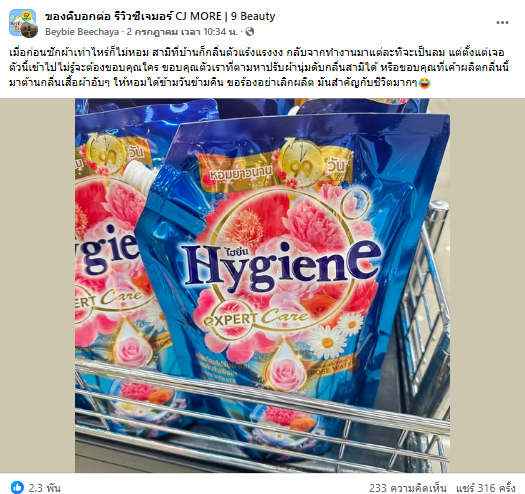 ของดีบอกต่อ รีวิวซีเจมอร์ CJ MORE | 9 Beauty
Beybie Beechaya · 2 กรกฎาคม เวลา 10:34 น.
เมื่อก่อนซักผ้าเท่าไหร่ก็ไม่หอม สามีที่บ้านก็กลิ่นตัวแร้งแรงงง กลับจากทำงานมาแต่ละทีจะเป็นลม แต่ตั้งแต่เจอ
ตัวนี้เข้าไปไม่รู้จะต้องขอบคุณใคร ขอบคุณตัวเราที่ตามหาปรับผ้านุ่มดับกลิ่นสามีได้ หรือขอบคุณที่เค้าผลิตกลิ่นนี้
มาต้านกลิ่นเสื้อผ้าอับๆ ให้หอมได้ข้ามวันข้ามคืน ขอร้องอย่าเลิกผลิต มันสำคัญกับชีวิตมากๆ😂
หอมยาวนาน
วัน
ไฮยีน
Hygiene
EXPERT Care
ROSE WATER
วัน
giene
XPERT Care
2.3 พัน
233 ความคิดเห็น แชร์ 316 ครั้ง